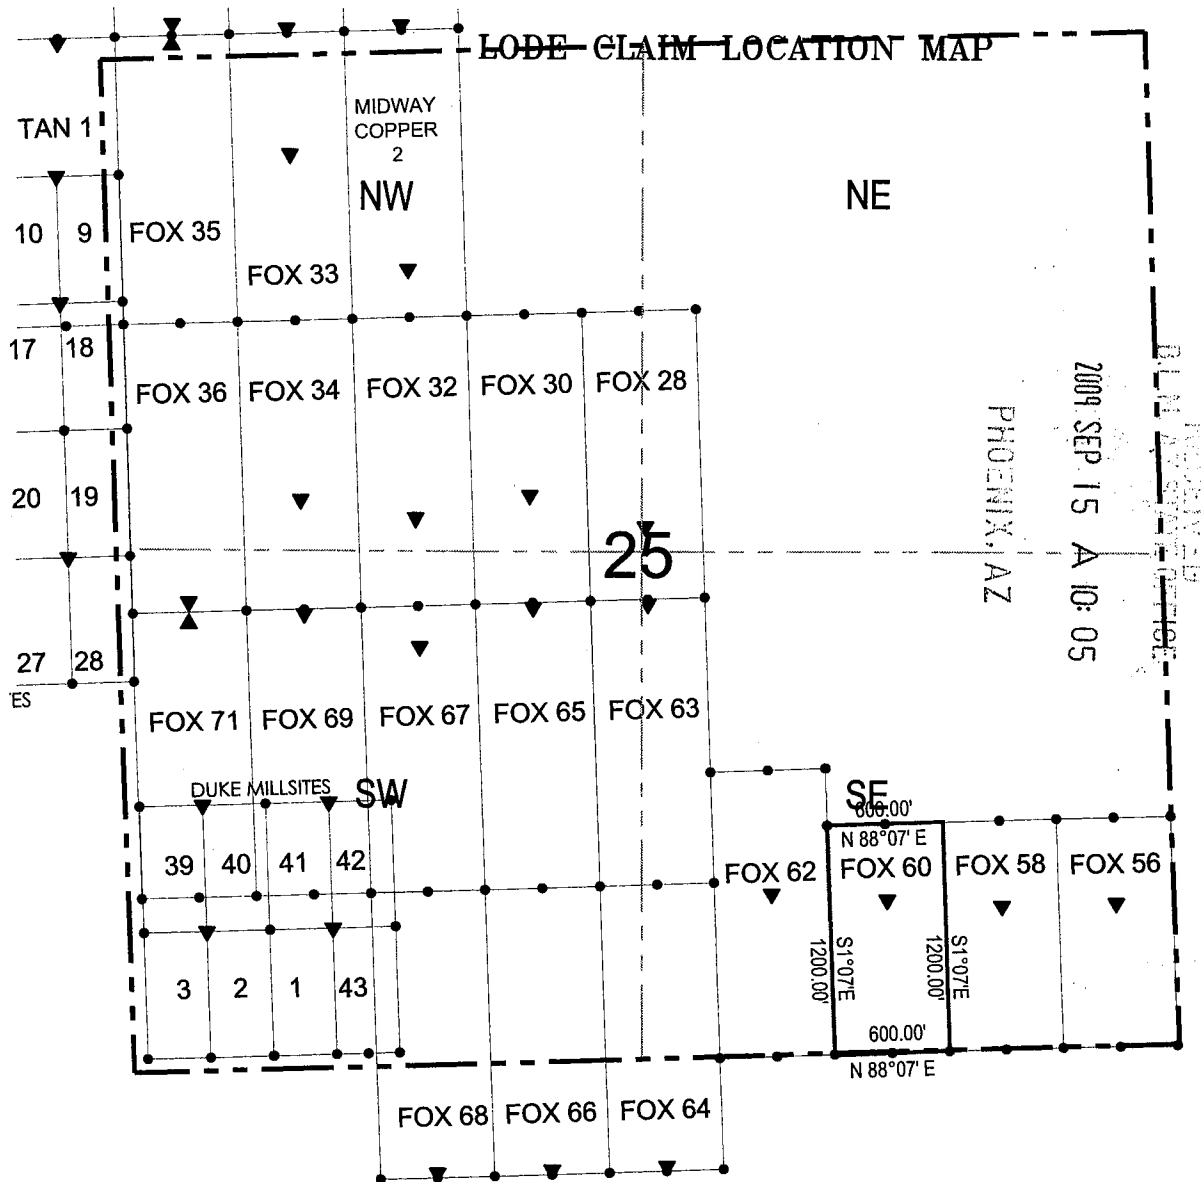 LODE CLAIM LOCATION MAP
TAN 1
MIDWAY
COPPER
2
NW
NE
10
9
FOX 35
FOX 33
17
18
FOX 36
FOX 34
FOX 32
FOX 30
FOX 28
20
19
25
27
28
ES
FOX 71
FOX 69
FOX 67
FOX 65
FOX 63
DUKE MILLSITES
SW
SE
600.00'
N 88°07' E
39
40
41
42
FOX 62
FOX 60
FOX 58
FOX 56
1200.00'
S1°07'E
1200.00'
S1°07'E
3
2
1
43
600.00'
N 88°07' E
FOX 68
FOX 66
FOX 64
RECEIVED
B.L.M. AZ STATE OFFICE
2009 SEP 15 A 10: 05
PHOENIX, AZ